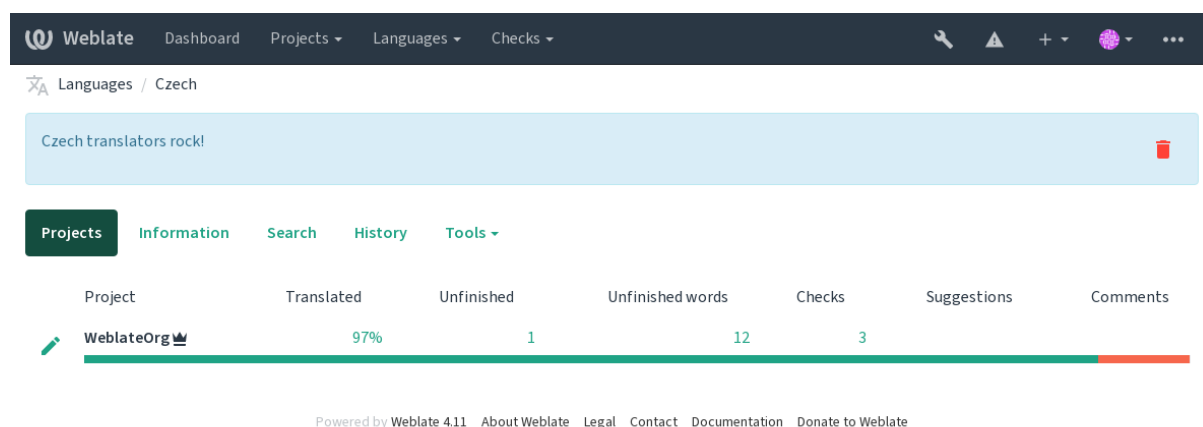 Weblate Dashboard Projects Languages Checks
Languages / Czech
Czech translators rock!
Projects Information Search History Tools
Project Translated Unfinished Unfinished words Checks Suggestions Comments
WeblateOrg 97% 1 12 3
Powered by Weblate 4.11 About Weblate Legal Contact Documentation Donate to Weblate